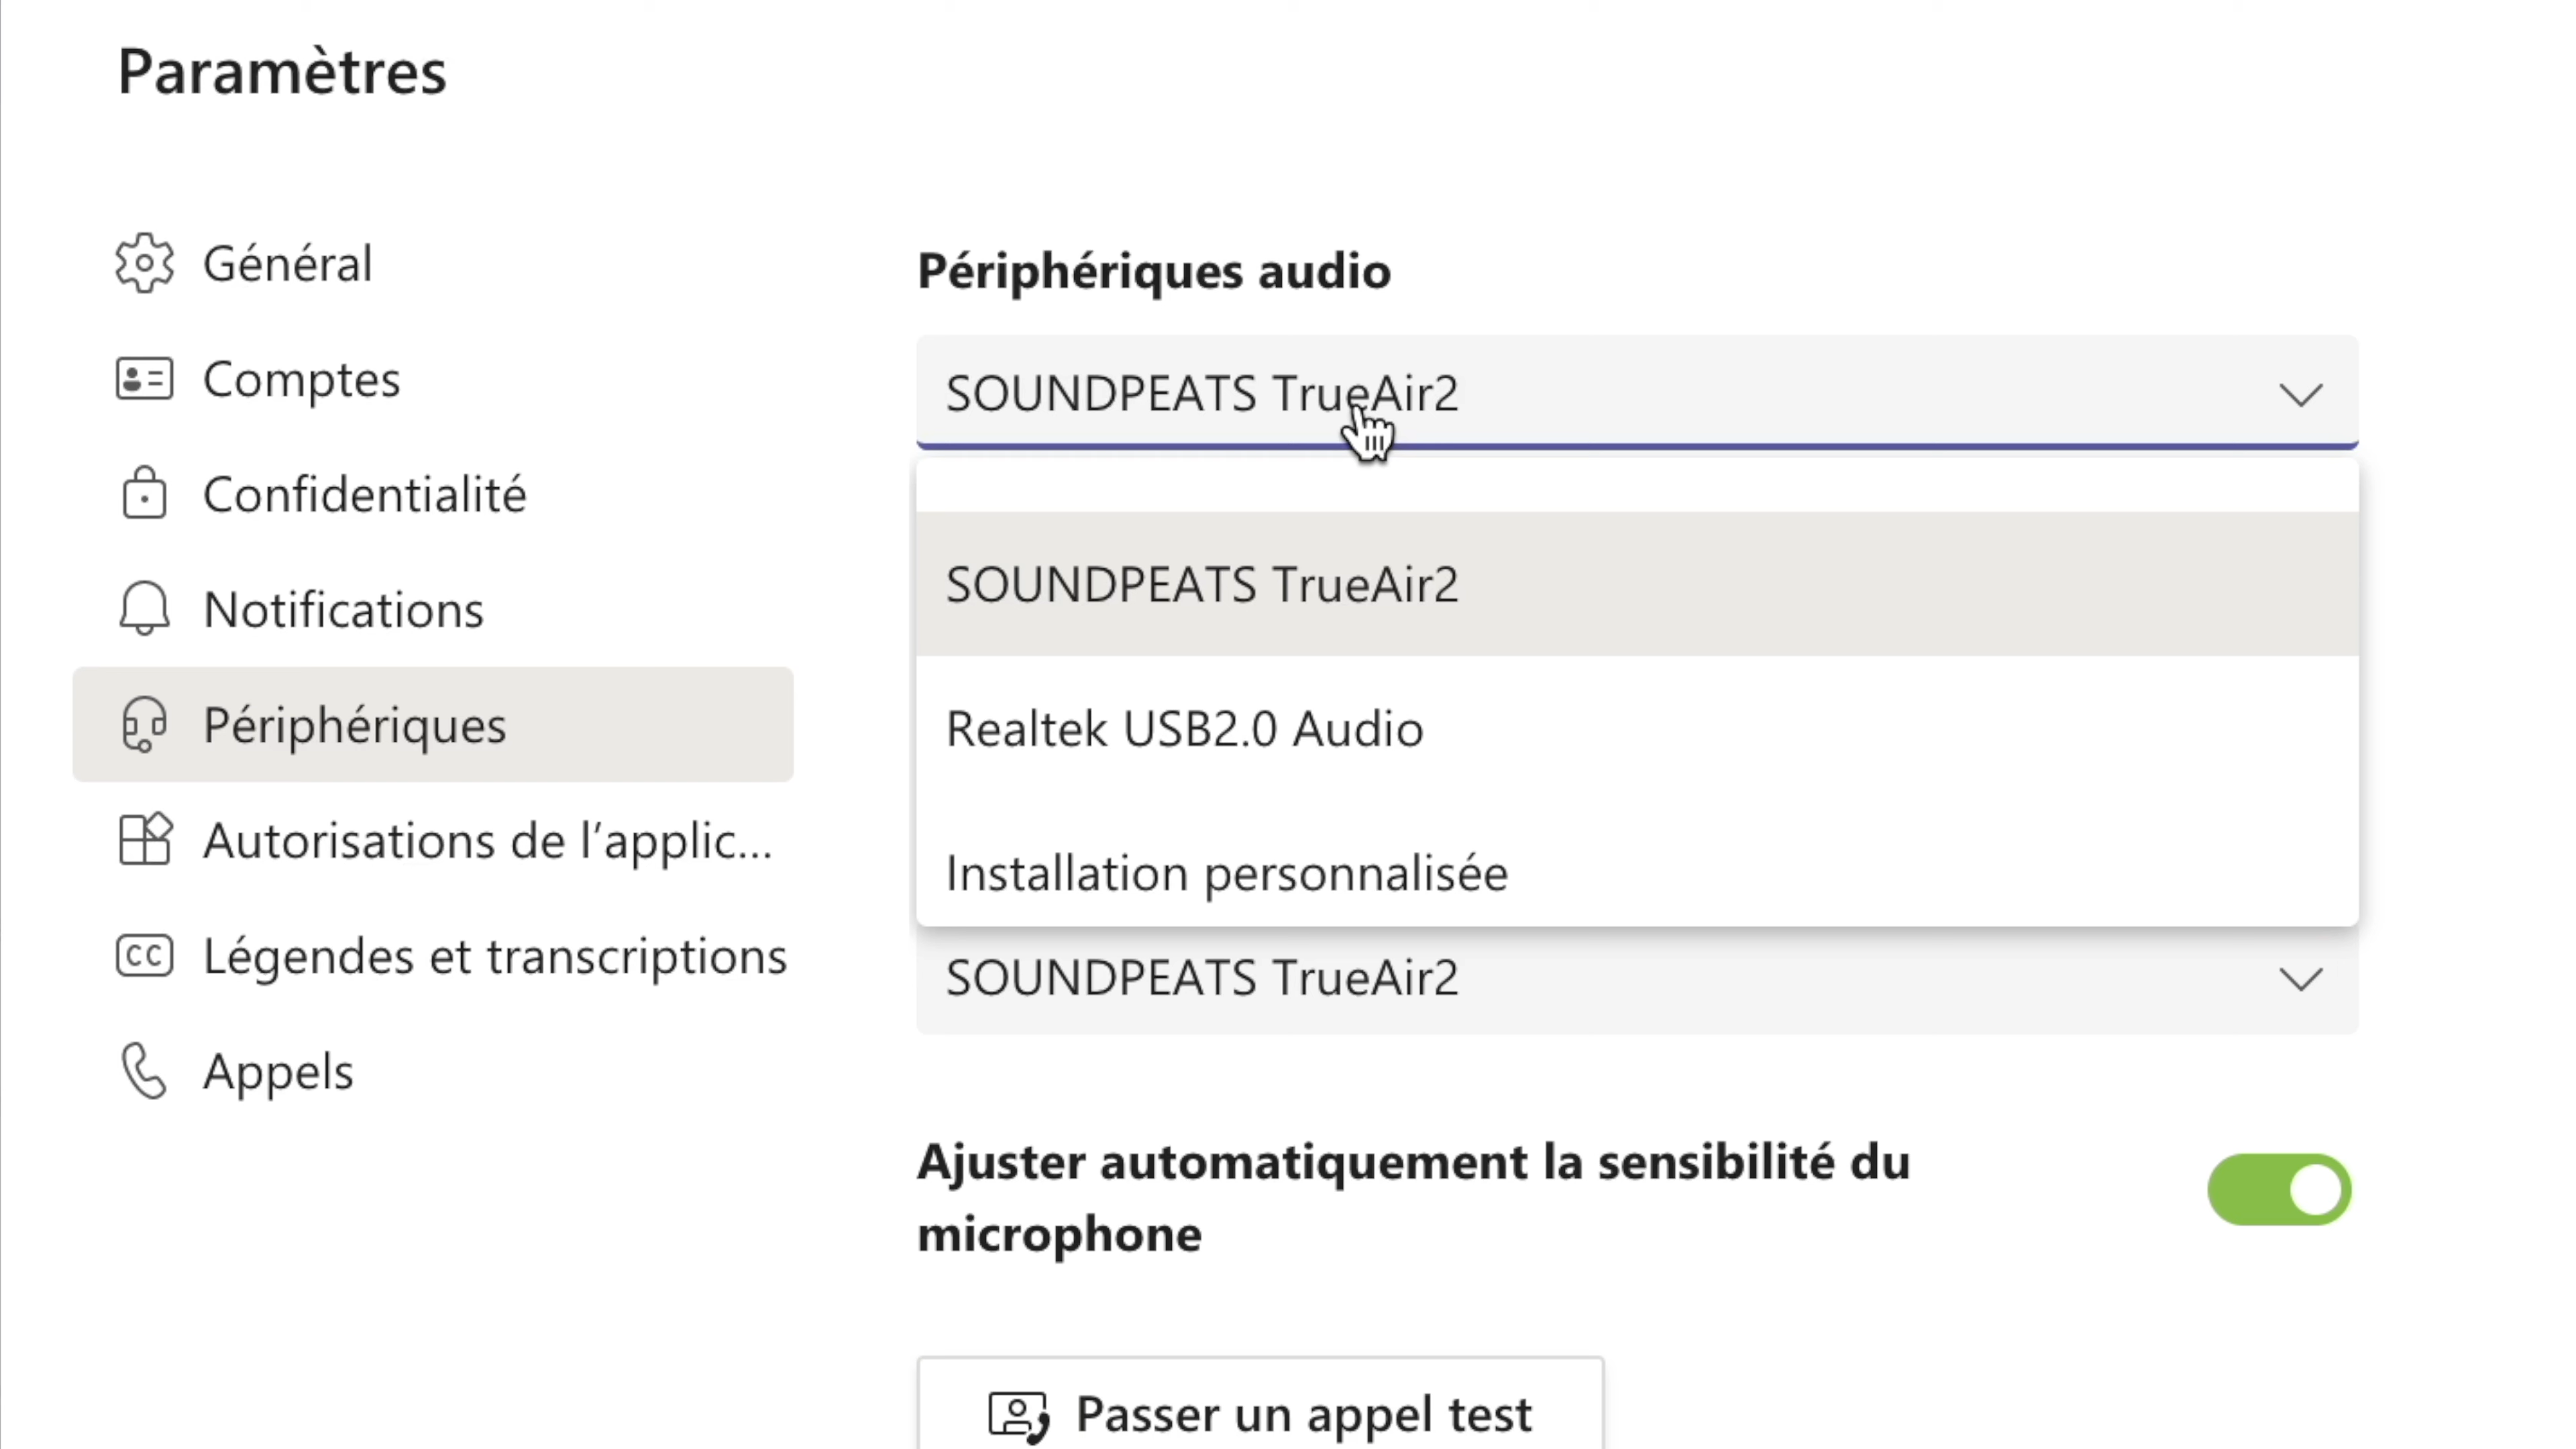 Paramètres
Général
Comptes
Confidentialité
Notifications
Périphériques
Autorisations de l’applic...
Légendes et transcriptions
Appels
Périphériques audio
SOUNDPEATS TrueAir2
SOUNDPEATS TrueAir2
Realtek USB2.0 Audio
Installation personnalisée
SOUNDPEATS TrueAir2
Ajuster automatiquement la sensibilité du
microphone
Passer un appel test